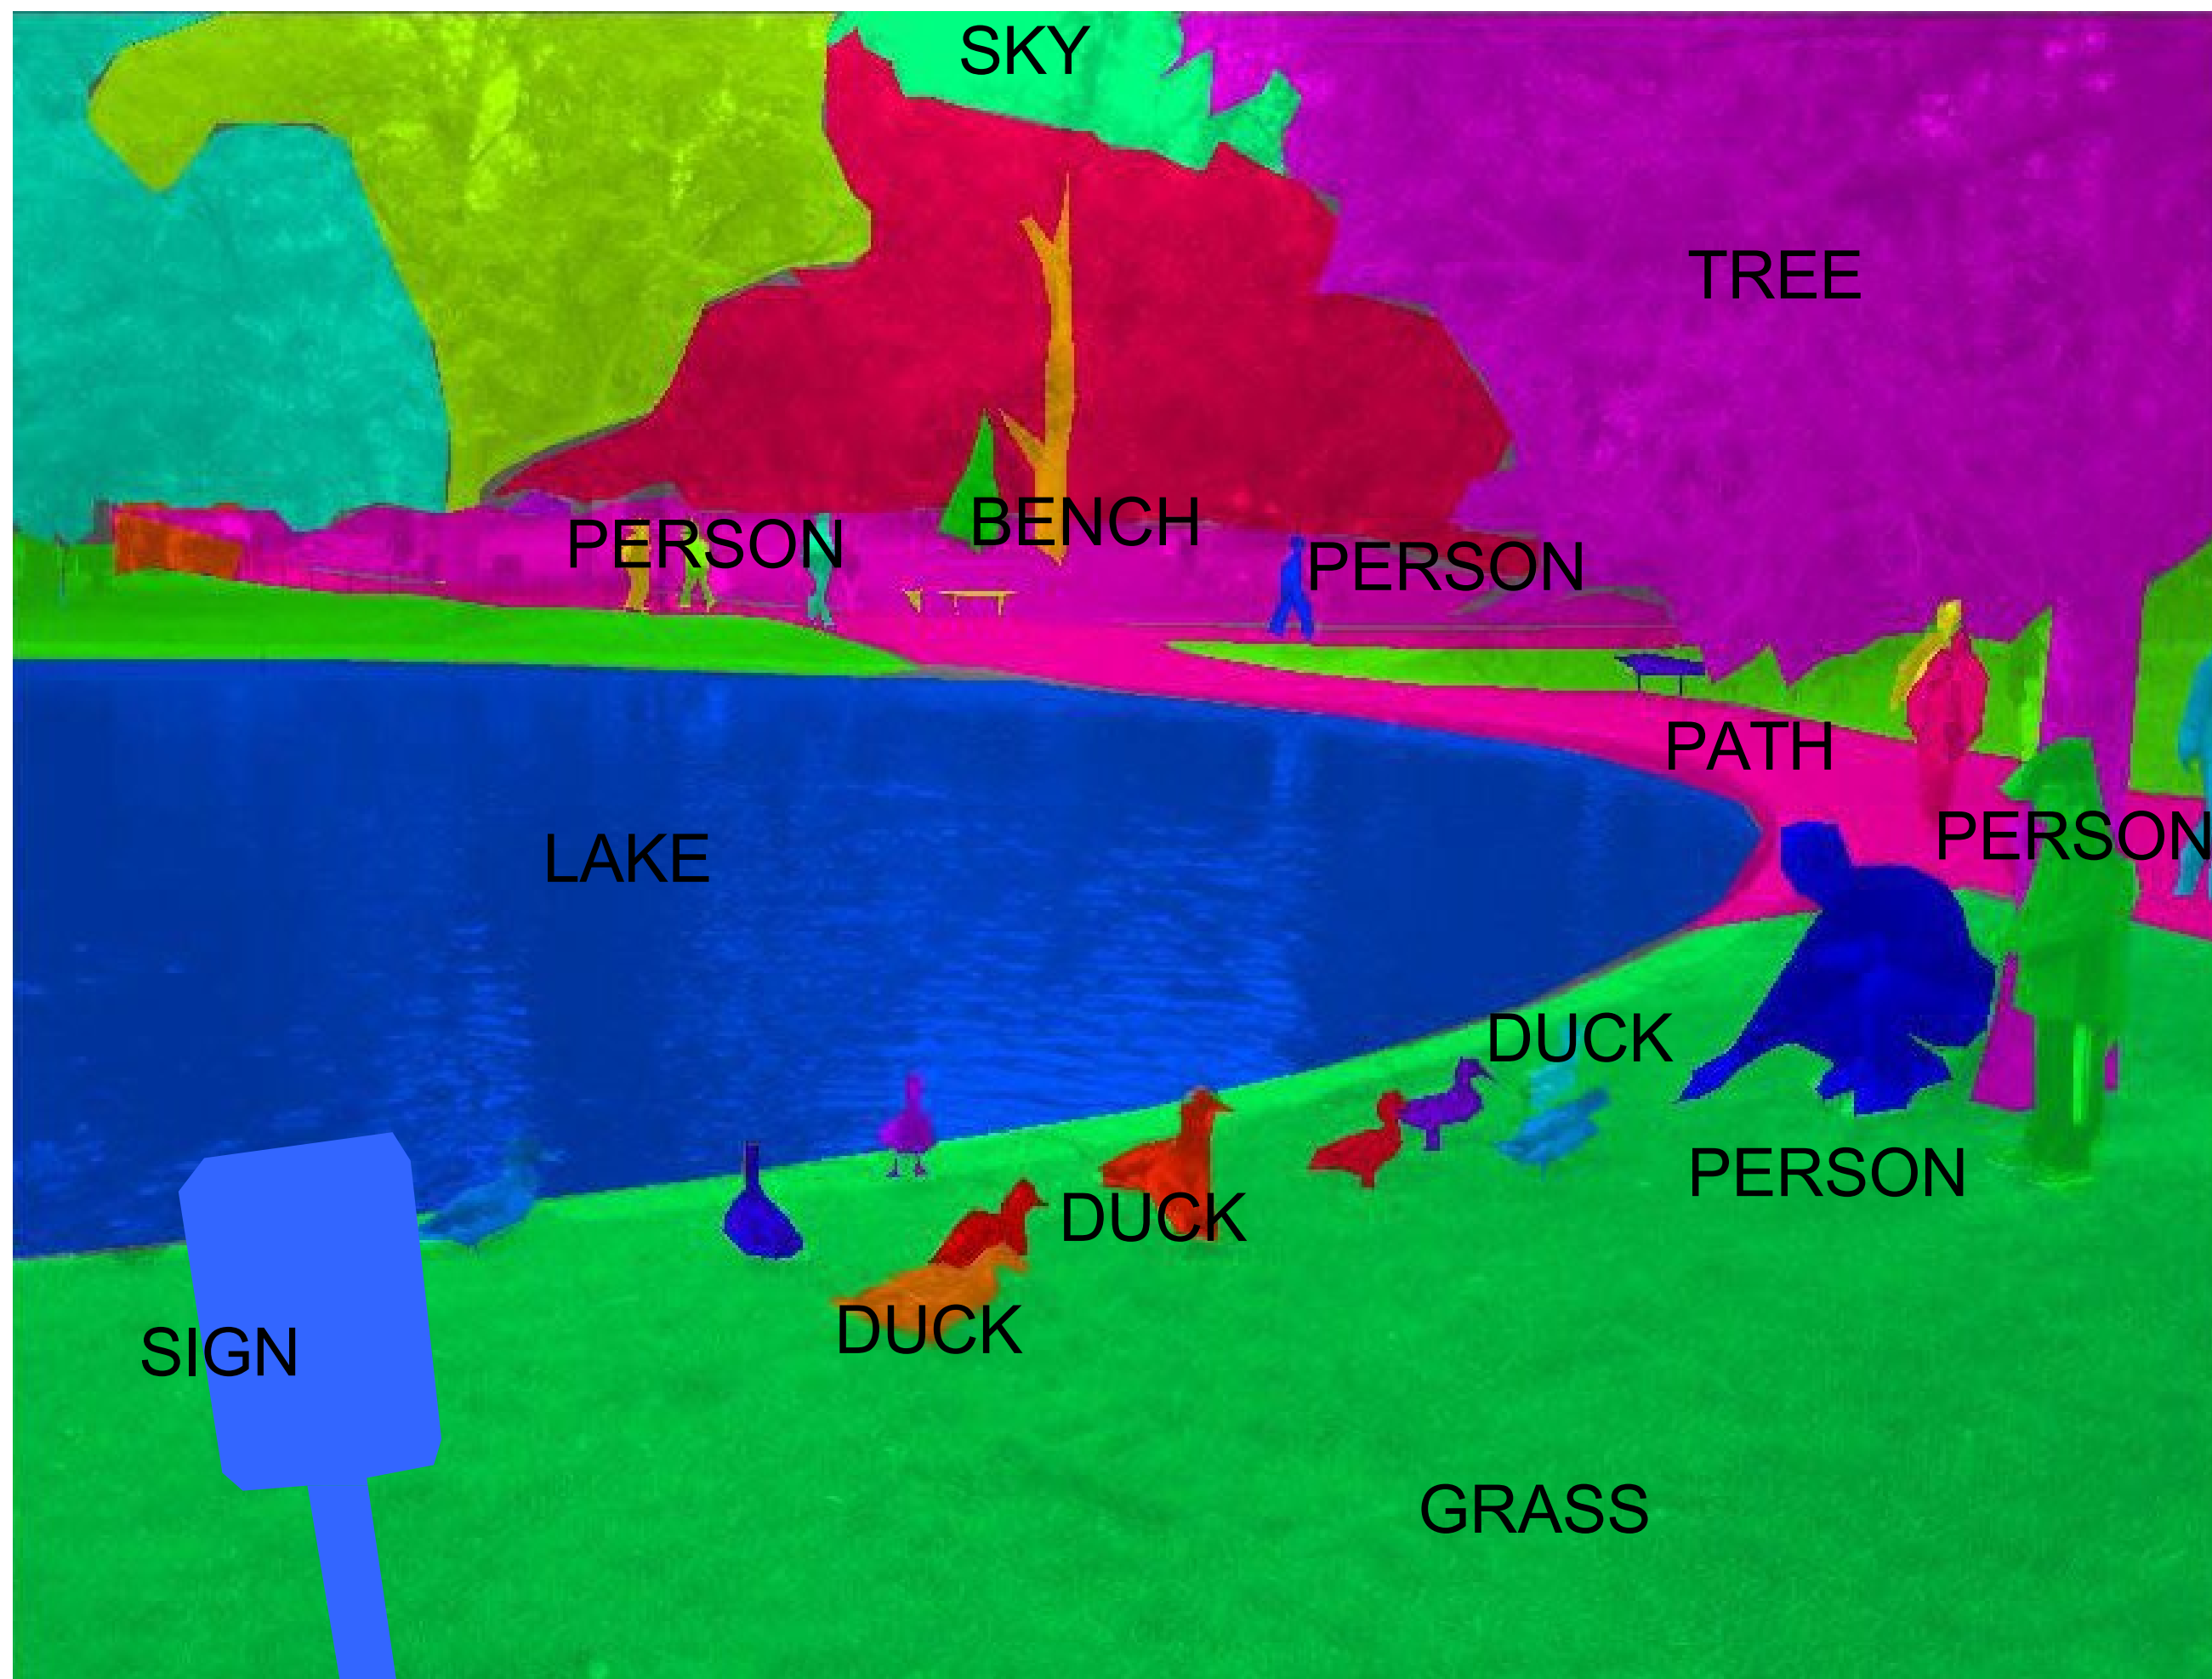 SKY
TREE
BENCH
PERSON
PERSON
PATH
PERSON
LAKE
DUCK
PERSON
DUCK
DUCK
SIGN
GRASS